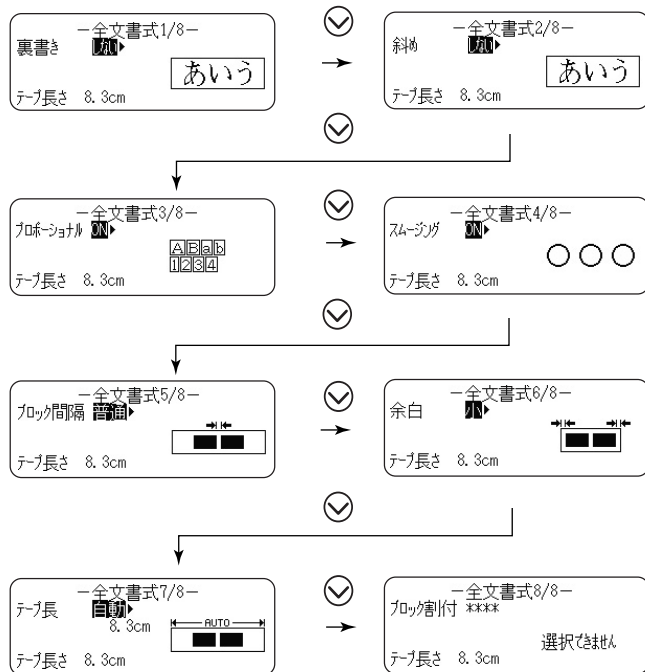 −全文書式1/8−
裏書き しない
あいう
テープ長さ 8.3cm
−全文書式2/8−
斜め しない
あいう
テープ長さ 8.3cm
−全文書式3/8−
プロポーショナル ON
ABab
1234
テープ長さ 8.3cm
−全文書式4/8−
スムージング ON
テープ長さ 8.3cm
−全文書式5/8−
ブロック間隔 普通
テープ長さ 8.3cm
−全文書式6/8−
余白 小
テープ長さ 8.3cm
−全文書式7/8−
テープ長 自動
8.3cm
AUTO
テープ長さ 8.3cm
−全文書式8/8−
ブロック割付 ****
選択できません
テープ長さ 8.3cm